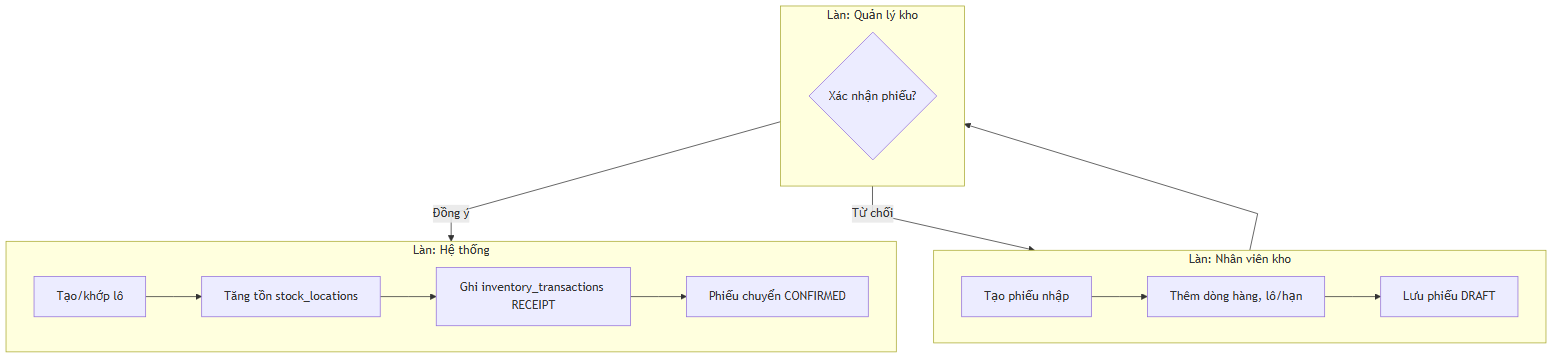 Làn: Quản lý kho
Xác nhận phiếu?
Đồng ý
Từ chối
Làn: Hệ thống
Tạo/khớp lô
Tăng tồn stock_locations
Ghi inventory_transactions
RECEIPT
Phiếu chuyển CONFIRMED
Làn: Nhân viên kho
Tạo phiếu nhập
Thêm dòng hàng, lô/hạn
Lưu phiếu DRAFT